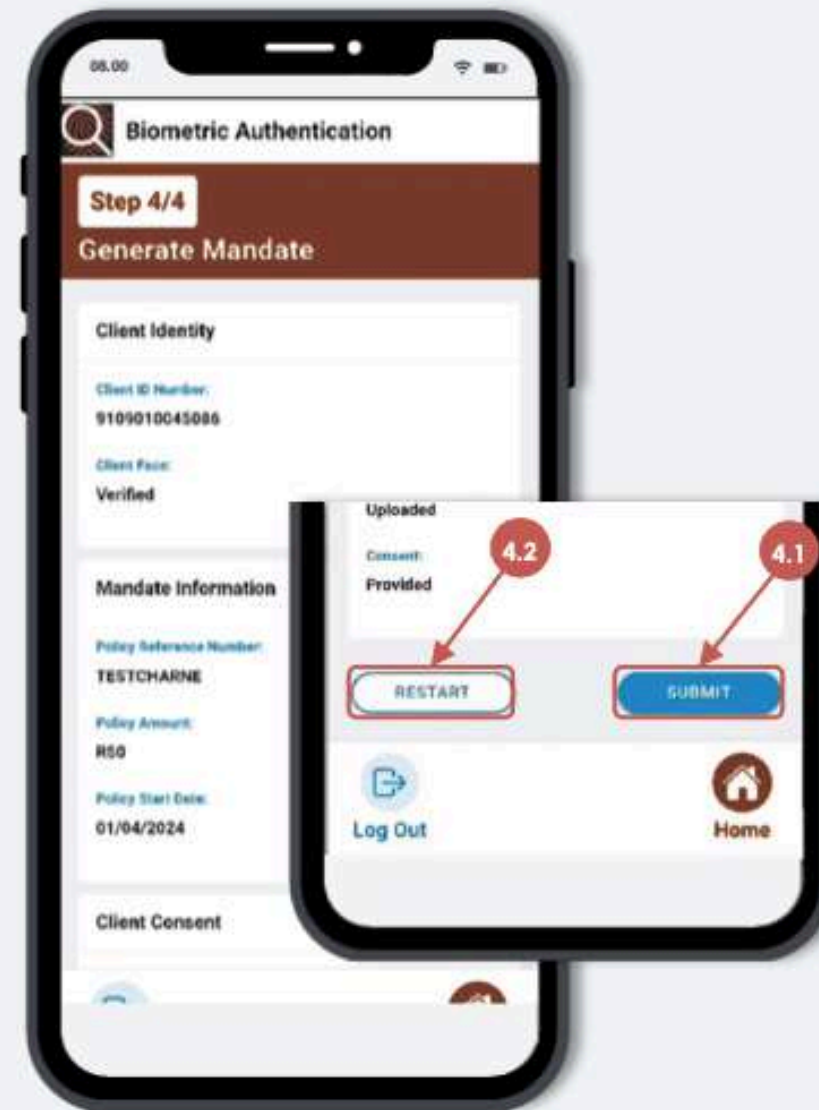 08.00
Biometric Authentication
Step 4/4
Generate Mandate
Client Identity
Client ID Number:
9109010045086
Client Face:
Verified
Mandate Information
Policy Reference Number:
TESTCHARNE
Policy Amount:
R50
Policy Start Date:
01/04/2024
Client Consent
Uploaded
Consent:
Provided
4.2
4.1
RESTART
SUBMIT
Log Out
Home